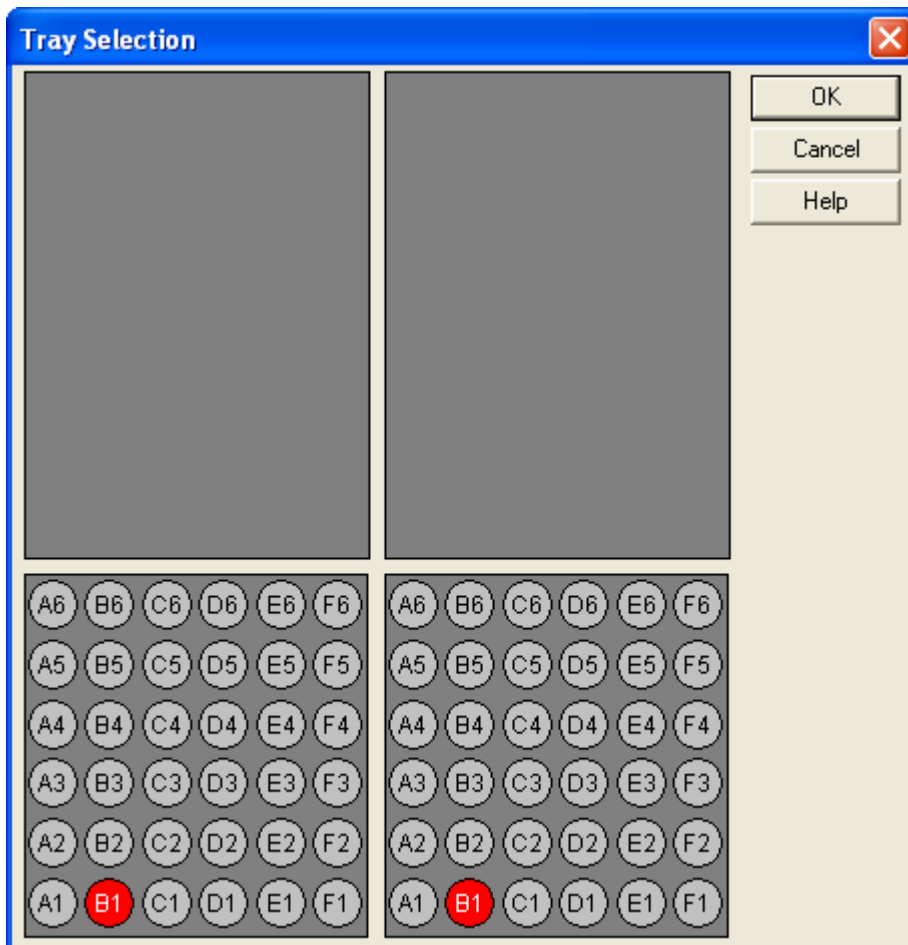 Tray Selection
OK
Cancel
Help
A6 B6 C6 D6 E6 F6
A5 B5 C5 D5 E5 F5
A4 B4 C4 D4 E4 F4
A3 B3 C3 D3 E3 F3
A2 B2 C2 D2 E2 F2
A1 B1 C1 D1 E1 F1
A6 B6 C6 D6 E6 F6
A5 B5 C5 D5 E5 F5
A4 B4 C4 D4 E4 F4
A3 B3 C3 D3 E3 F3
A2 B2 C2 D2 E2 F2
A1 B1 C1 D1 E1 F1